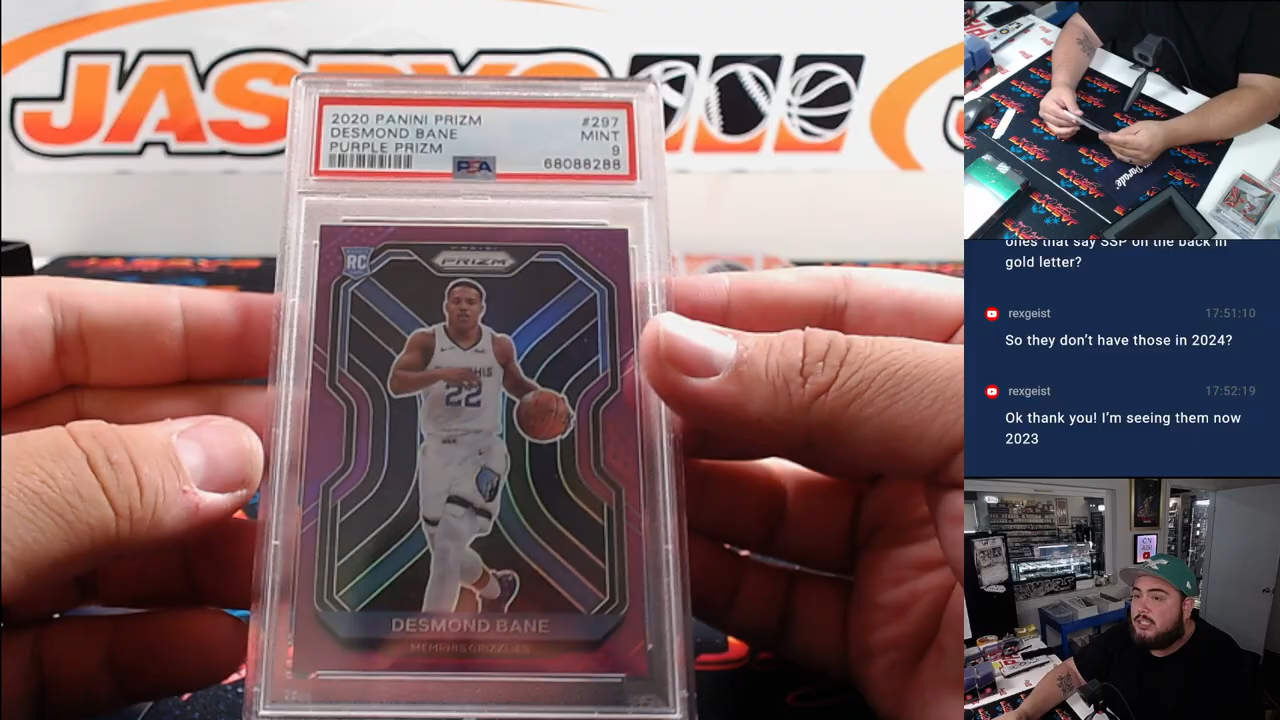 2020 PANINI PRIZM #297
DESMOND BANE MINT
PURPLE PRIZM 9
PSA 68088288
RC
PRIZM
22
DESMOND BANE
MEMPHIS GRIZZLIES
ones that say SSP on the back in
gold letter?
rexgeist 17:51:10
So they don’t have those in 2024?
rexgeist 17:52:19
Ok thank you! I’m seeing them now
2023
ON
AIR